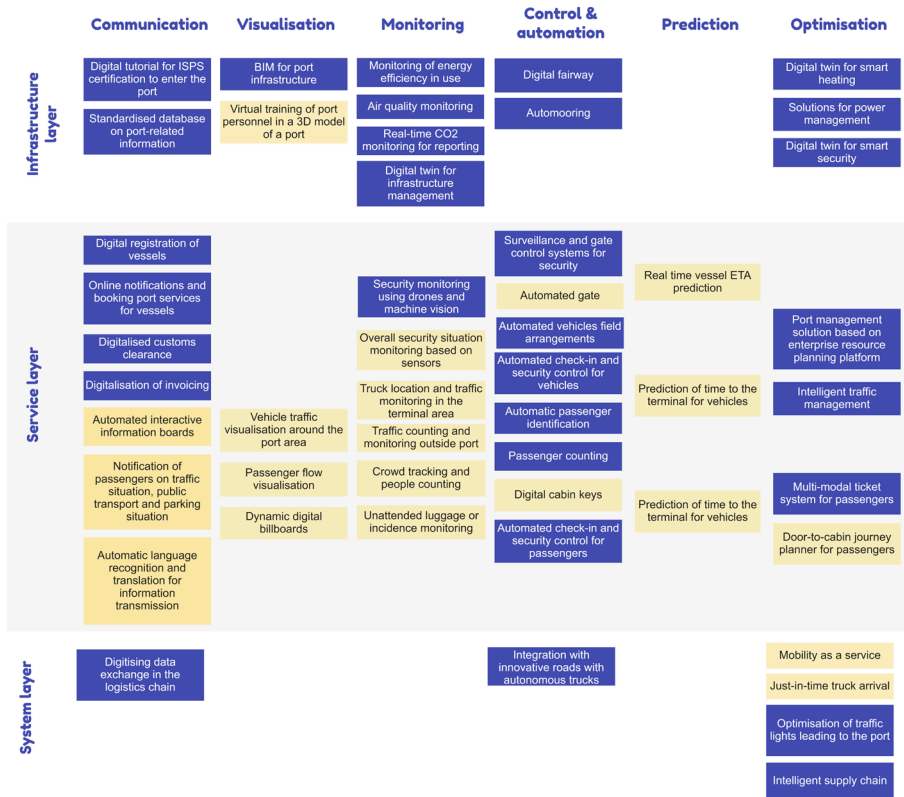 Communication
Visualisation
Monitoring
Control &
automation
Prediction
Optimisation
Infrastructure
layer
Digital tutorial for ISPS
certification to enter the
port
Standardised database
on port-related
information
BIM for port
infrastructure
Virtual training of port
personnel in a 3D model
of a port
Monitoring of energy
efficiency in use
Air quality monitoring
Real-time CO2
monitoring for reporting
Digital twin for
infrastructure
management
Digital fairway
Automooring
Digital twin for smart
heating
Solutions for power
management
Digital twin for smart
security
Service layer
Digital registration of
vessels
Online notifications and
booking port services
for vessels
Digitalised customs
clearance
Digitalisation of invoicing
Automated interactive
information boards
Notification of
passengers on traffic
situation, public
transport and parking
situation
Automatic language
recognition and
translation for
information
transmission
Vehicle traffic
visualisation around the
port area
Passenger flow
visualisation
Dynamic digital
billboards
Security monitoring
using drones and
machine vision
Overall security situation
monitoring based on
sensors
Truck location and traffic
monitoring in the
terminal area
Traffic counting and
monitoring outside port
Crowd tracking and
people counting
Unattended luggage or
incidence monitoring
Surveillance and gate
control systems for
security
Automated gate
Automated vehicles field
arrangements
Automated check-in and
security control for
vehicles
Automatic passenger
identification
Passenger counting
Digital cabin keys
Automated check-in and
security control for
passengers
Real time vessel ETA
prediction
Prediction of time to the
terminal for vehicles
Prediction of time to the
terminal for vehicles
Port management
solution based on
enterprise resource
planning platform
Intelligent traffic
management
Multi-modal ticket
system for passengers
Door-to-cabin journey
planner for passengers
System layer
Digitising data
exchange in the
logistics chain
Integration with
innovative roads with
autonomous trucks
Mobility as a service
Just-in-time truck arrival
Optimisation of traffic
lights leading to the port
Intelligent supply chain